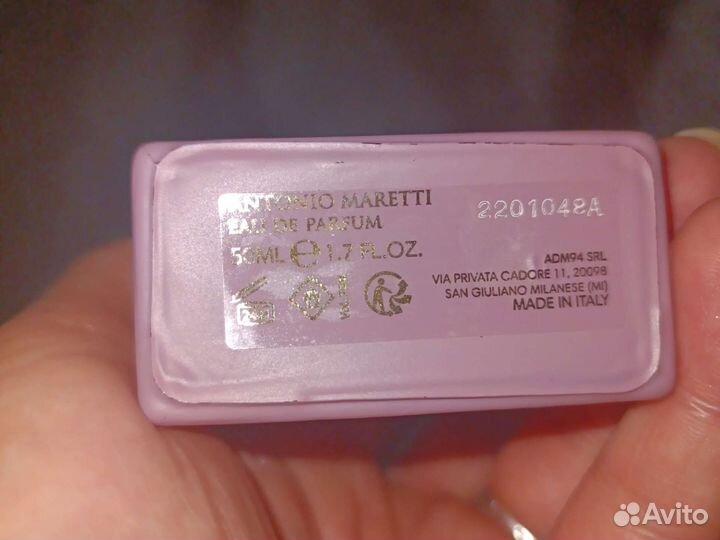 ANTONIO MARETTI
EAU DE PARFUM
50ML ℮ 1.7 FL.OZ.
2201048A
ADM94 SRL
VIA PRIVATA CADORE 11, 20098
SAN GIULIANO MILANESE (MI)
MADE IN ITALY
Avito